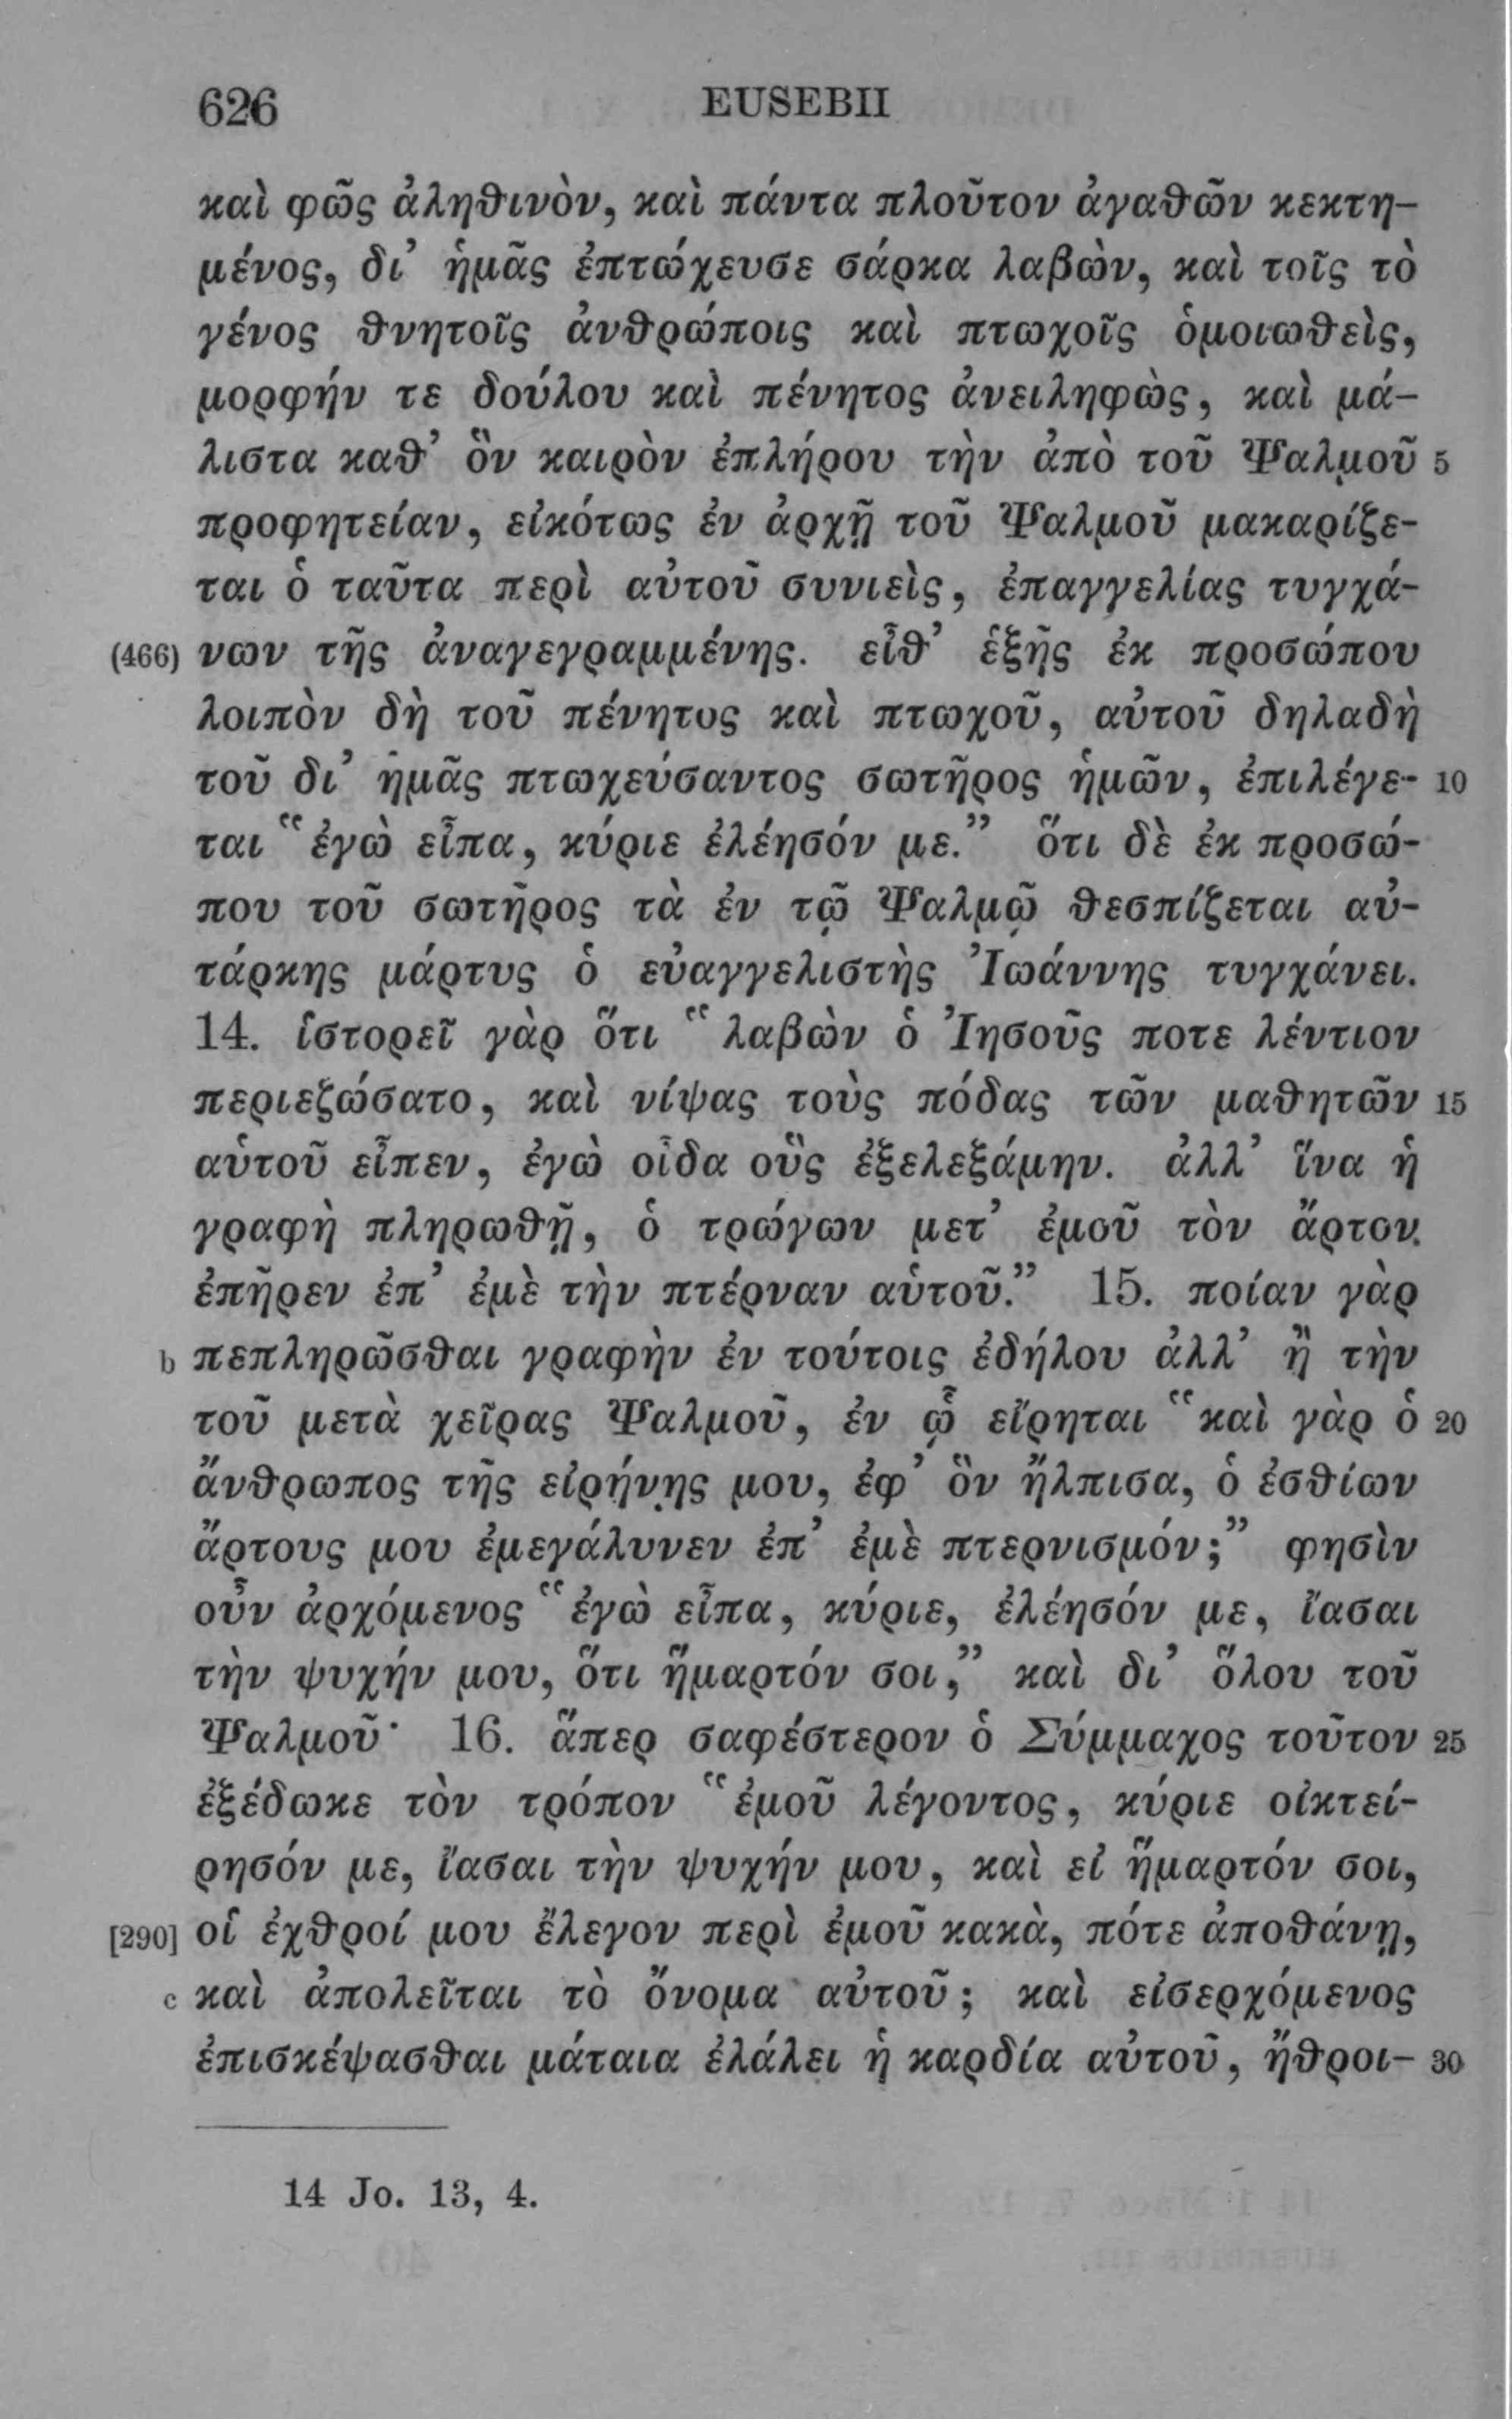 626 EUSEBII
καὶ φῶς ἀληθινὸν, καὶ πάντα πλοῦτον ἀγαθῶν κεκτη-
μένος, δι’ ἡμᾶς ἐπτώχευσε σάρκα λαβὼν, καὶ τοῖς τὸ
γένος θνητοῖς ἀνθρώποις καὶ πτωχοῖς ὁμοιωθεὶς,
μορφήν τε δούλου καὶ πένητος ἀνειληφὼς, καὶ μά-
λιστα καθ’ ὃν καιρὸν ἐπλήρου τὴν ἀπὸ τοῦ Ψαλμοῦ 5
προφητείαν, εἰκότως ἐν ἀρχῇ τοῦ Ψαλμοῦ μακαρίζε-
ται ὁ ταῦτα περὶ αὐτοῦ συνιεὶς, ἐπαγγελίας τυγχά-
(466) νων τῆς ἀναγεγραμμένης. εἶθ’ ἑξῆς ἐκ προσώπου
λοιπὸν δὴ τοῦ πένητος καὶ πτωχοῦ, αὐτοῦ δηλαδὴ
τοῦ δι’ ἡμᾶς πτωχεύσαντος σωτῆρος ἡμῶν, ἐπιλέγε- 10
ται “ἐγὼ εἶπα, κύριε ἐλέησόν με.” ὅτι δὲ ἐκ προσώ-
που τοῦ σωτῆρος τὰ ἐν τῷ Ψαλμῷ θεσπίζεται αὐ-
τάρκης μάρτυς ὁ εὐαγγελιστὴς Ἰωάννης τυγχάνει.
14. ἱστορεῖ γὰρ ὅτι “λαβὼν ὁ Ἰησοῦς ποτε λέντιον
περιεζώσατο, καὶ νίψας τοὺς πόδας τῶν μαθητῶν 15
αὑτοῦ εἶπεν, ἐγὼ οἶδα οὓς ἐξελεξάμην. ἀλλ’ ἵνα ἡ
γραφὴ πληρωθῇ, ὁ τρώγων μετ’ ἐμοῦ τὸν ἄρτον
ἐπῆρεν ἐπ’ ἐμὲ τὴν πτέρναν αὑτοῦ.” 15. ποίαν γὰρ
b πεπληρῶσθαι γραφὴν ἐν τούτοις ἐδήλου ἀλλ’ ἢ τὴν
τοῦ μετὰ χεῖρας Ψαλμοῦ, ἐν ᾧ εἴρηται “καὶ γὰρ ὁ 20
ἄνθρωπος τῆς εἰρήνης μου, ἐφ’ ὃν ἤλπισα, ὁ ἐσθίων
ἄρτους μου ἐμεγάλυνεν ἐπ’ ἐμὲ πτερνισμόν;” φησὶν
οὖν ἀρχόμενος “ἐγὼ εἶπα, κύριε, ἐλέησόν με, ἴασαι
τὴν ψυχήν μου, ὅτι ἥμαρτόν σοι,” καὶ δι’ ὅλου τοῦ
Ψαλμοῦ· 16. ἅπερ σαφέστερον ὁ Σύμμαχος τοῦτον 25
ἐξέδωκε τὸν τρόπον “ἐμοῦ λέγοντος, κύριε οἰκτεί-
ρησόν με, ἴασαι τὴν ψυχήν μου, καὶ εἰ ἥμαρτόν σοι,
[290] οἱ ἐχθροί μου ἔλεγον περὶ ἐμοῦ κακὰ, πότε ἀποθάνῃ,
c καὶ ἀπολεῖται τὸ ὄνομα αὐτοῦ; καὶ εἰσερχόμενος
ἐπισκέψασθαι μάταια ἐλάλει ἡ καρδία αὐτοῦ, ἤθροι- 30
14 Jo. 13, 4.